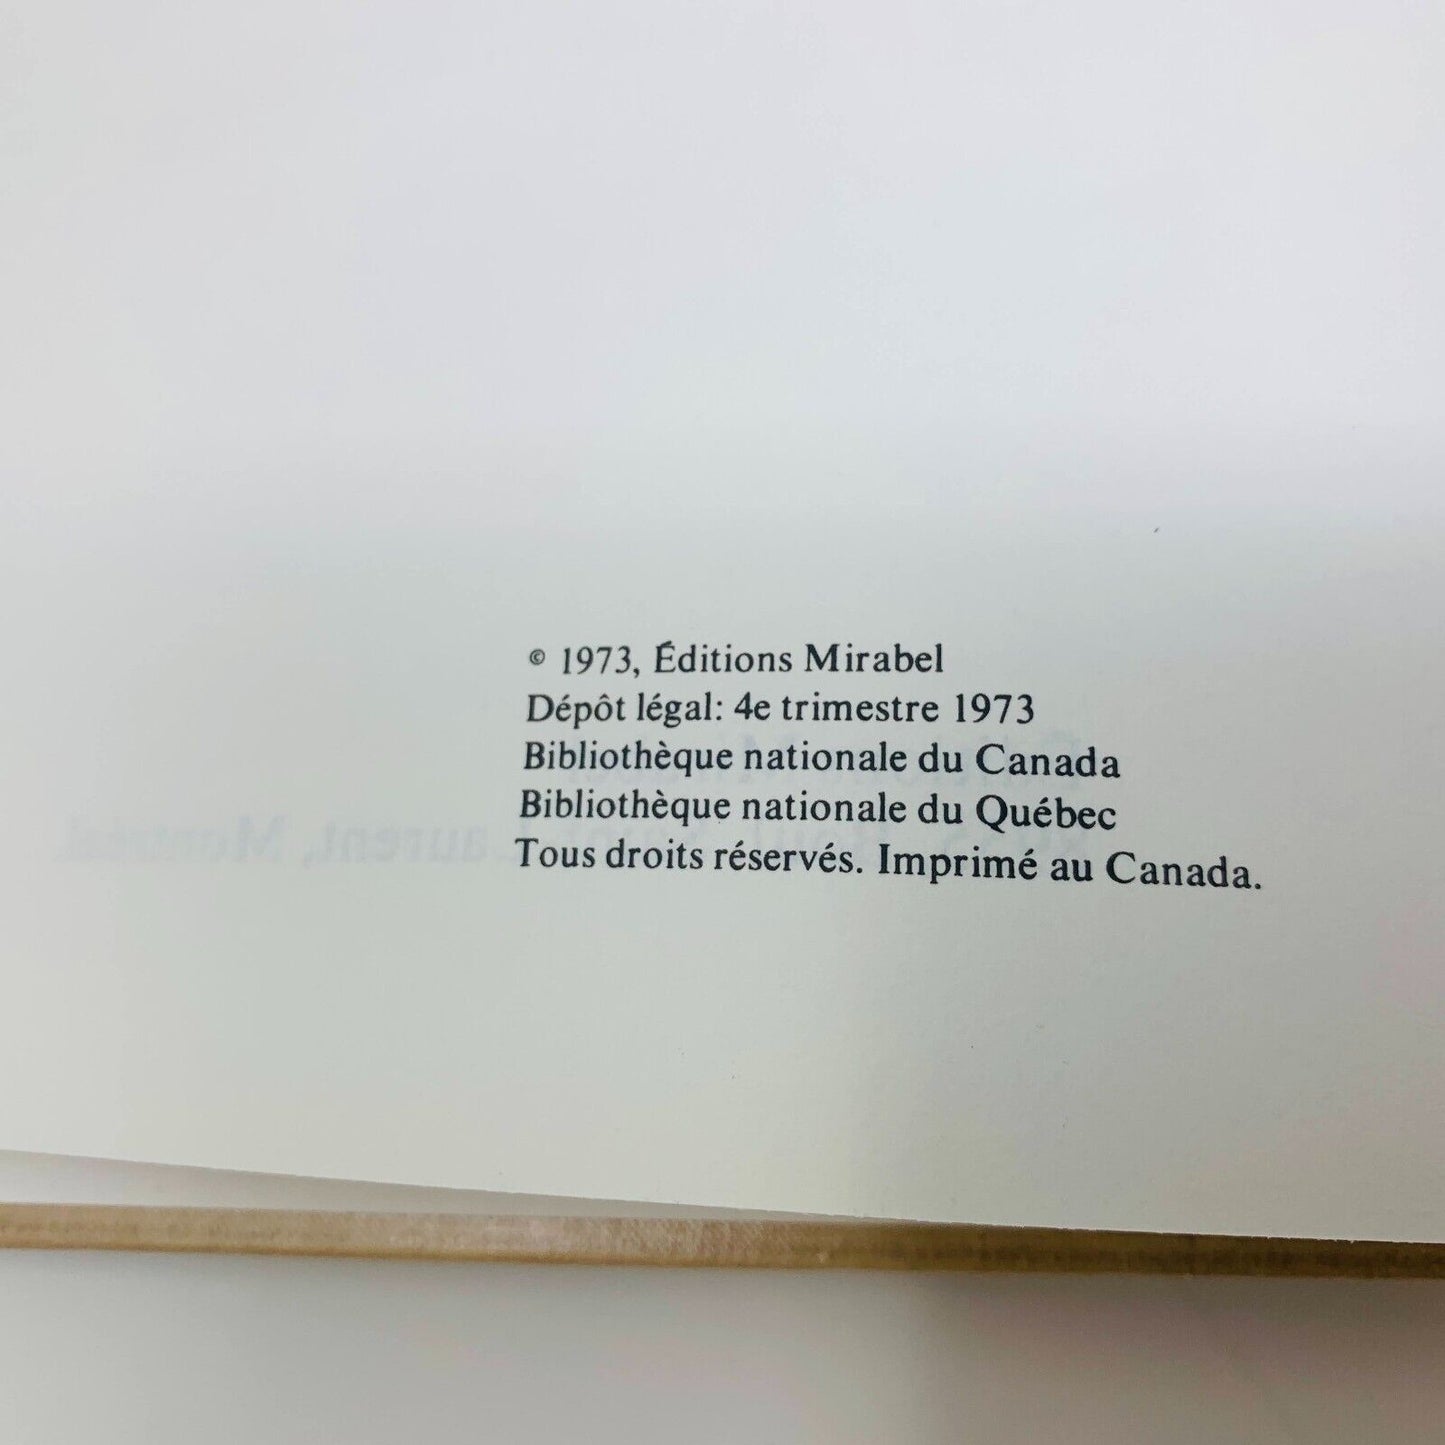 © 1973, Éditions Mirabel
Dépôt légal: 4e trimestre 1973
Bibliothèque nationale du Canada
Bibliothèque nationale du Québec
Tous droits réservés. Imprimé au Canada.